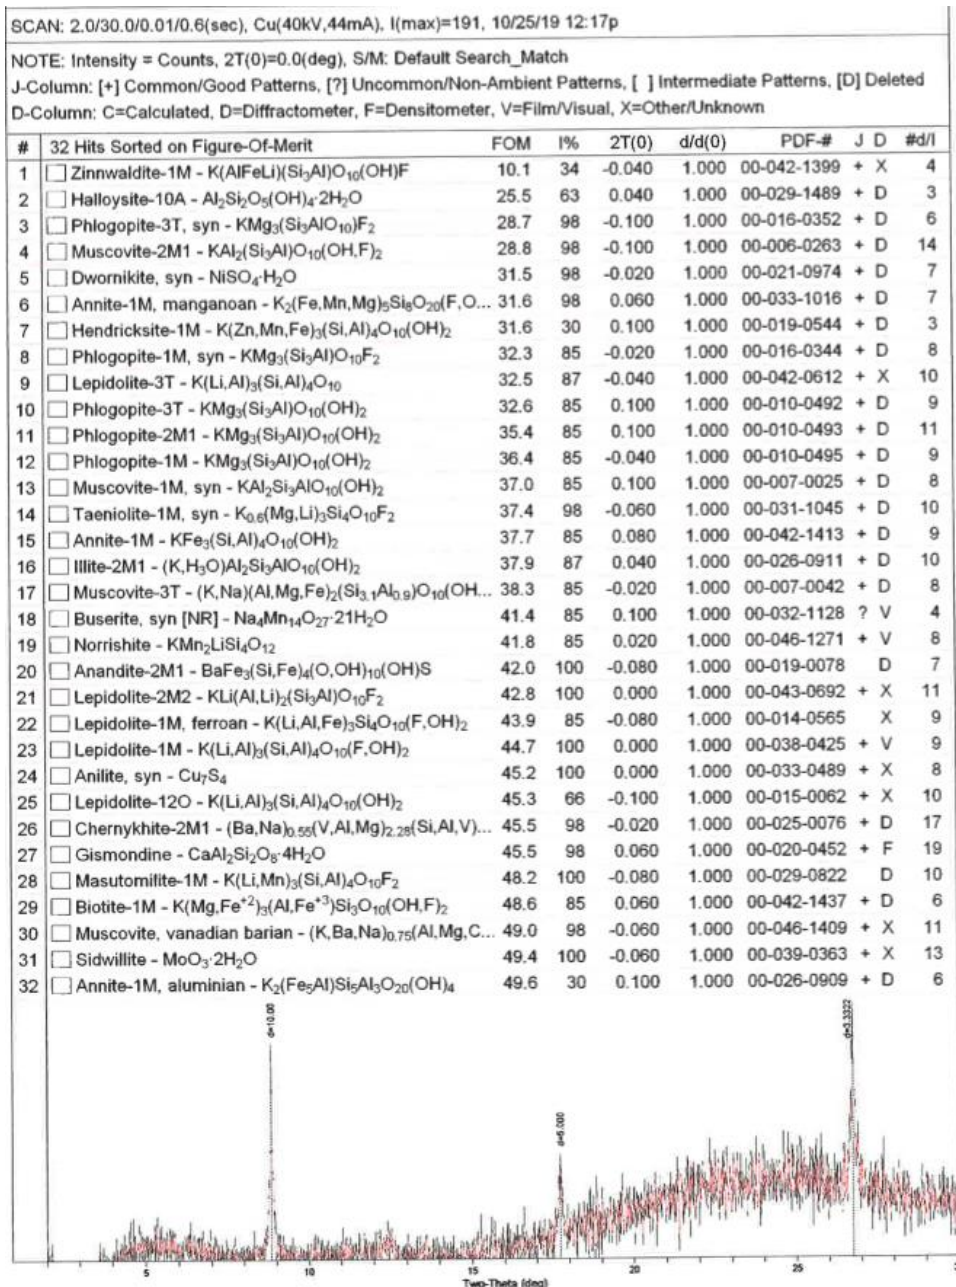 SCAN: 2.0/30.0/0.01/0.6(sec), Cu(40kV,44mA), I(max)=191, 10/25/19 12:17p
NOTE: Intensity = Counts, 2T(0)=0.0(deg), S/M: Default Search_Match
J-Column: [+] Common/Good Patterns, [?] Uncommon/Non-Ambient Patterns, [ ] Intermediate Patterns, [D] Deleted
D-Column: C=Calculated, D=Diffractometer, F=Densitometer, V=Film/Visual, X=Other/Unknown
# 32 Hits Sorted on Figure-Of-Merit FOM I% 2T(0) d/d(0) PDF-# J D #d/I
1 Zinnwaldite-1M - K(AlFeLi)(Si₃Al)O₁₀(OH)F 10.1 34 -0.040 1.000 00-042-1399 + X 4
2 Halloysite-10A - Al₂Si₂O₅(OH)₄·2H₂O 25.5 63 0.040 1.000 00-029-1489 + D 3
3 Phlogopite-3T, syn - KMg₃(Si₃AlO₁₀)F₂ 28.7 98 -0.100 1.000 00-016-0352 + D 6
4 Muscovite-2M1 - KAl₂(Si₃Al)O₁₀(OH,F)₂ 28.8 98 -0.100 1.000 00-006-0263 + D 14
5 Dwornikite, syn - NiSO₄·H₂O 31.5 98 -0.020 1.000 00-021-0974 + D 7
6 Annite-1M, manganoan - K₂(Fe,Mn,Mg)₅Si₈O₂₀(F,O... 31.6 98 0.060 1.000 00-033-1016 + D 7
7 Hendricksite-1M - K(Zn,Mn,Fe)₃(Si,Al)₄O₁₀(OH)₂ 31.6 30 0.100 1.000 00-019-0544 + D 3
8 Phlogopite-1M, syn - KMg₃(Si₃Al)O₁₀F₂ 32.3 85 -0.020 1.000 00-016-0344 + D 8
9 Lepidolite-3T - K(Li,Al)₃(Si,Al)₄O₁₀ 32.5 87 -0.040 1.000 00-042-0612 + X 10
10 Phlogopite-3T - KMg₃(Si₃Al)O₁₀(OH)₂ 32.6 85 0.100 1.000 00-010-0492 + D 9
11 Phlogopite-2M1 - KMg₃(Si₃Al)O₁₀(OH)₂ 35.4 85 0.100 1.000 00-010-0493 + D 11
12 Phlogopite-1M - KMg₃(Si₃Al)O₁₀(OH)₂ 36.4 85 -0.040 1.000 00-010-0495 + D 9
13 Muscovite-1M, syn - KAl₂Si₃AlO₁₀(OH)₂ 37.0 85 0.100 1.000 00-007-0025 + D 8
14 Taeniolite-1M, syn - K₀.₆(Mg,Li)₃Si₄O₁₀F₂ 37.4 98 -0.060 1.000 00-031-1045 + D 10
15 Annite-1M - KFe₃(Si,Al)₄O₁₀(OH)₂ 37.7 85 0.080 1.000 00-042-1413 + D 9
16 Illite-2M1 - (K,H₃O)Al₂Si₃AlO₁₀(OH)₂ 37.9 87 0.040 1.000 00-026-0911 + D 10
17 Muscovite-3T - (K,Na)(Al,Mg,Fe)₂(Si₃.₁Al₀.₉)O₁₀(OH... 38.3 85 -0.020 1.000 00-007-0042 + D 8
18 Buserite, syn [NR] - Na₄Mn₁₄O₂₇·21H₂O 41.4 85 0.100 1.000 00-032-1128 ? V 4
19 Norrishite - KMn₂LiSi₄O₁₂ 41.8 85 0.020 1.000 00-046-1271 + V 8
20 Anandite-2M1 - BaFe₃(Si,Fe)₄(O,OH)₁₀(OH)S 42.0 100 -0.080 1.000 00-019-0078 D 7
21 Lepidolite-2M2 - KLi(Al,Li)₂(Si₃Al)O₁₀F₂ 42.8 100 0.000 1.000 00-043-0692 + X 11
22 Lepidolite-1M, ferroan - K(Li,Al,Fe)₃Si₄O₁₀(F,OH)₂ 43.9 85 -0.080 1.000 00-014-0565 X 9
23 Lepidolite-1M - K(Li,Al)₃(Si,Al)₄O₁₀(F,OH)₂ 44.7 100 0.000 1.000 00-038-0425 + V 9
24 Anilite, syn - Cu₇S₄ 45.2 100 0.000 1.000 00-033-0489 + X 8
25 Lepidolite-12O - K(Li,Al)₃(Si,Al)₄O₁₀(OH)₂ 45.3 66 -0.100 1.000 00-015-0062 + X 10
26 Chernykhite-2M1 - (Ba,Na)₀.₅₅(V,Al,Mg)₂.₂₈(Si,Al,V)... 45.5 98 -0.020 1.000 00-025-0076 + D 17
27 Gismondine - CaAl₂Si₂O₈·4H₂O 45.5 98 0.060 1.000 00-020-0452 + F 19
28 Masutomilite-1M - K(Li,Mn)₃(Si,Al)₄O₁₀F₂ 48.2 100 -0.080 1.000 00-029-0822 D 10
29 Biotite-1M - K(Mg,Fe⁺²)₃(Al,Fe⁺³)Si₃O₁₀(OH,F)₂ 48.6 85 0.060 1.000 00-042-1437 + D 6
30 Muscovite, vanadian barian - (K,Ba,Na)₀.₇₅(Al,Mg,C... 49.0 98 -0.060 1.000 00-046-1409 + X 11
31 Sidwillite - MoO₃·2H₂O 49.4 100 -0.060 1.000 00-039-0363 + X 13
32 Annite-1M, aluminian - K₂(Fe₅Al)Si₅Al₃O₂₀(OH)₄ 49.6 30 0.100 1.000 00-026-0909 + D 6
d=10.00
d=5.000
d=3.3322
5 10 15 20 25
Two-Theta (deg)